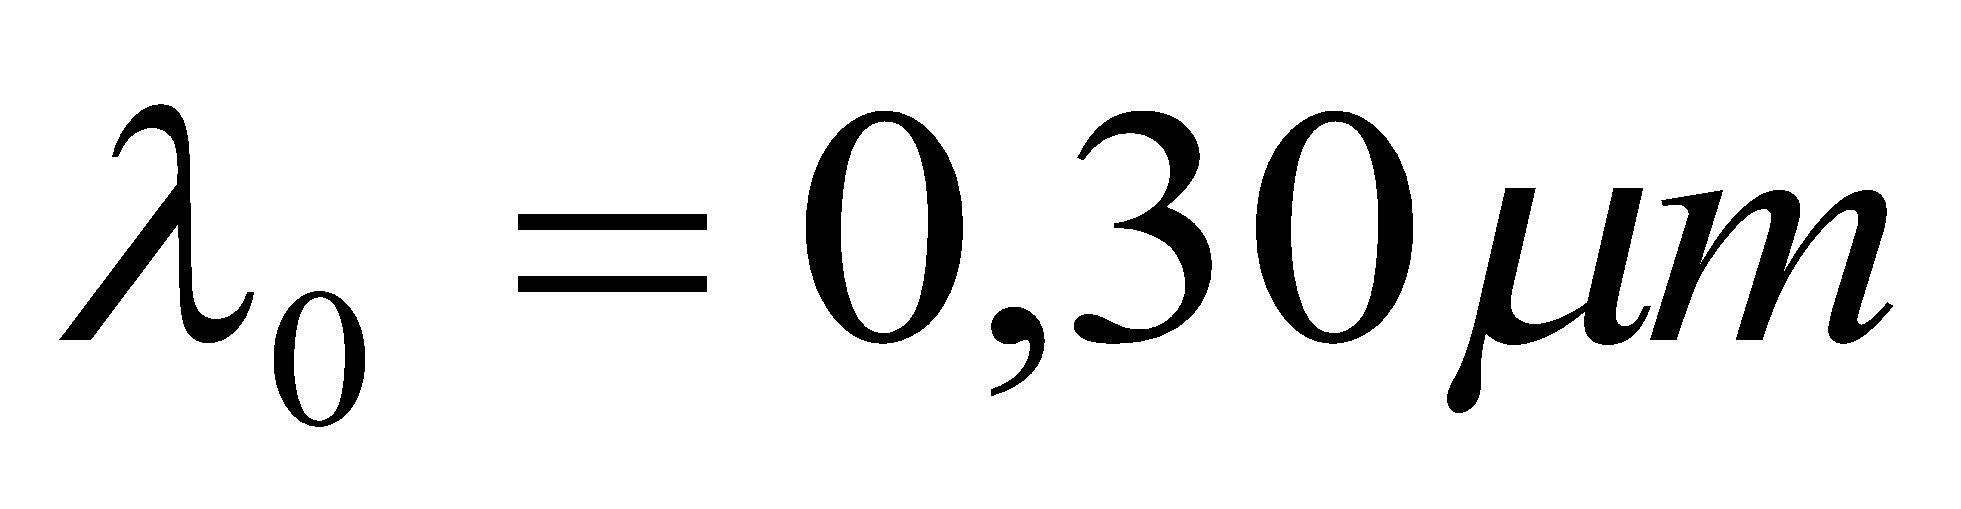 λ₀ = 0,30 μm